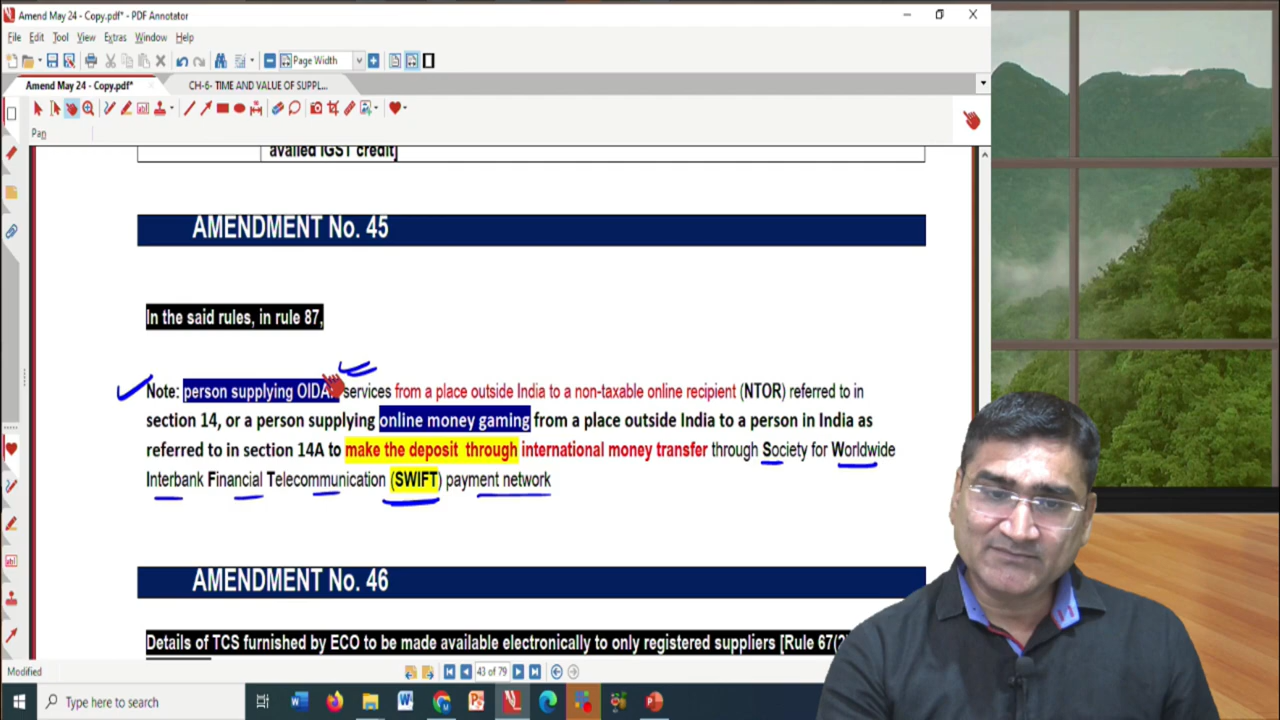 Amend May 24 - Copy.pdf* - PDF Annotator
File Edit Tool View Extras Window Help
Page Width
Amend May 24 - Copy.pdf* CH-6- TIME AND VALUE OF SUPPL...
Pan
availed IGST credit]
AMENDMENT No. 45
In the said rules, in rule 87,
Note: person supplying services from a place outside India to a non-taxable online recipient (NTOR) referred to in
section 14, or a person supplying online money gaming from a place outside India to a person in India as
referred to in section 14A to make the deposit through international money transfer through Society for Worldwide
Interbank Financial Telecommunication (SWIFT) payment network
AMENDMENT No. 46
Details of TCS furnished by ECO to be made available electronically to only registered suppliers [Rule 67(2)
Modified 43 of 79
Type here to search